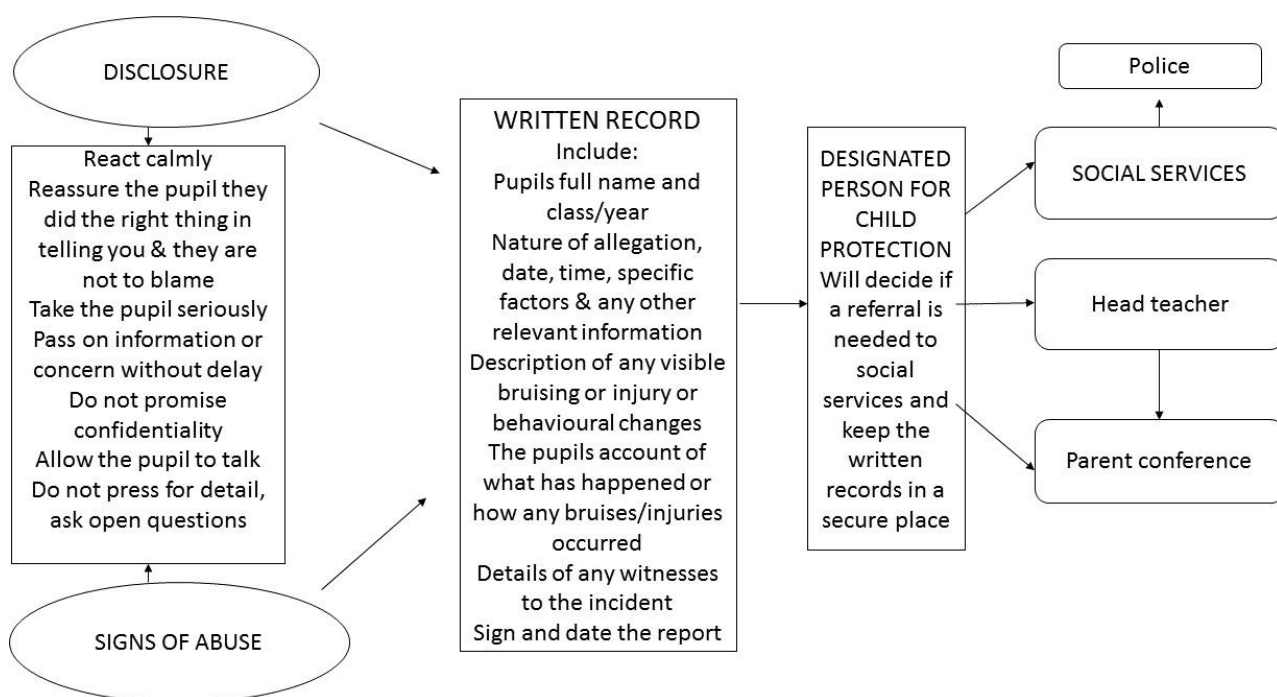 DISCLOSURE
React calmly
Reassure the pupil they
did the right thing in
telling you & they are
not to blame
Take the pupil seriously
Pass on information or
concern without delay
Do not promise
confidentiality
Allow the pupil to talk
Do not press for detail,
ask open questions
SIGNS OF ABUSE
WRITTEN RECORD
Include:
Pupils full name and
class/year
Nature of allegation,
date, time, specific
factors & any other
relevant information
Description of any visible
bruising or injury or
behavioural changes
The pupils account of
what has happened or
how any bruises/injuries
occurred
Details of any witnesses
to the incident
Sign and date the report
DESIGNATED
PERSON FOR
CHILD
PROTECTION
Will decide if
a referral is
needed to
social
services and
keep the
written
records in a
secure place
Police
SOCIAL SERVICES
Head teacher
Parent conference